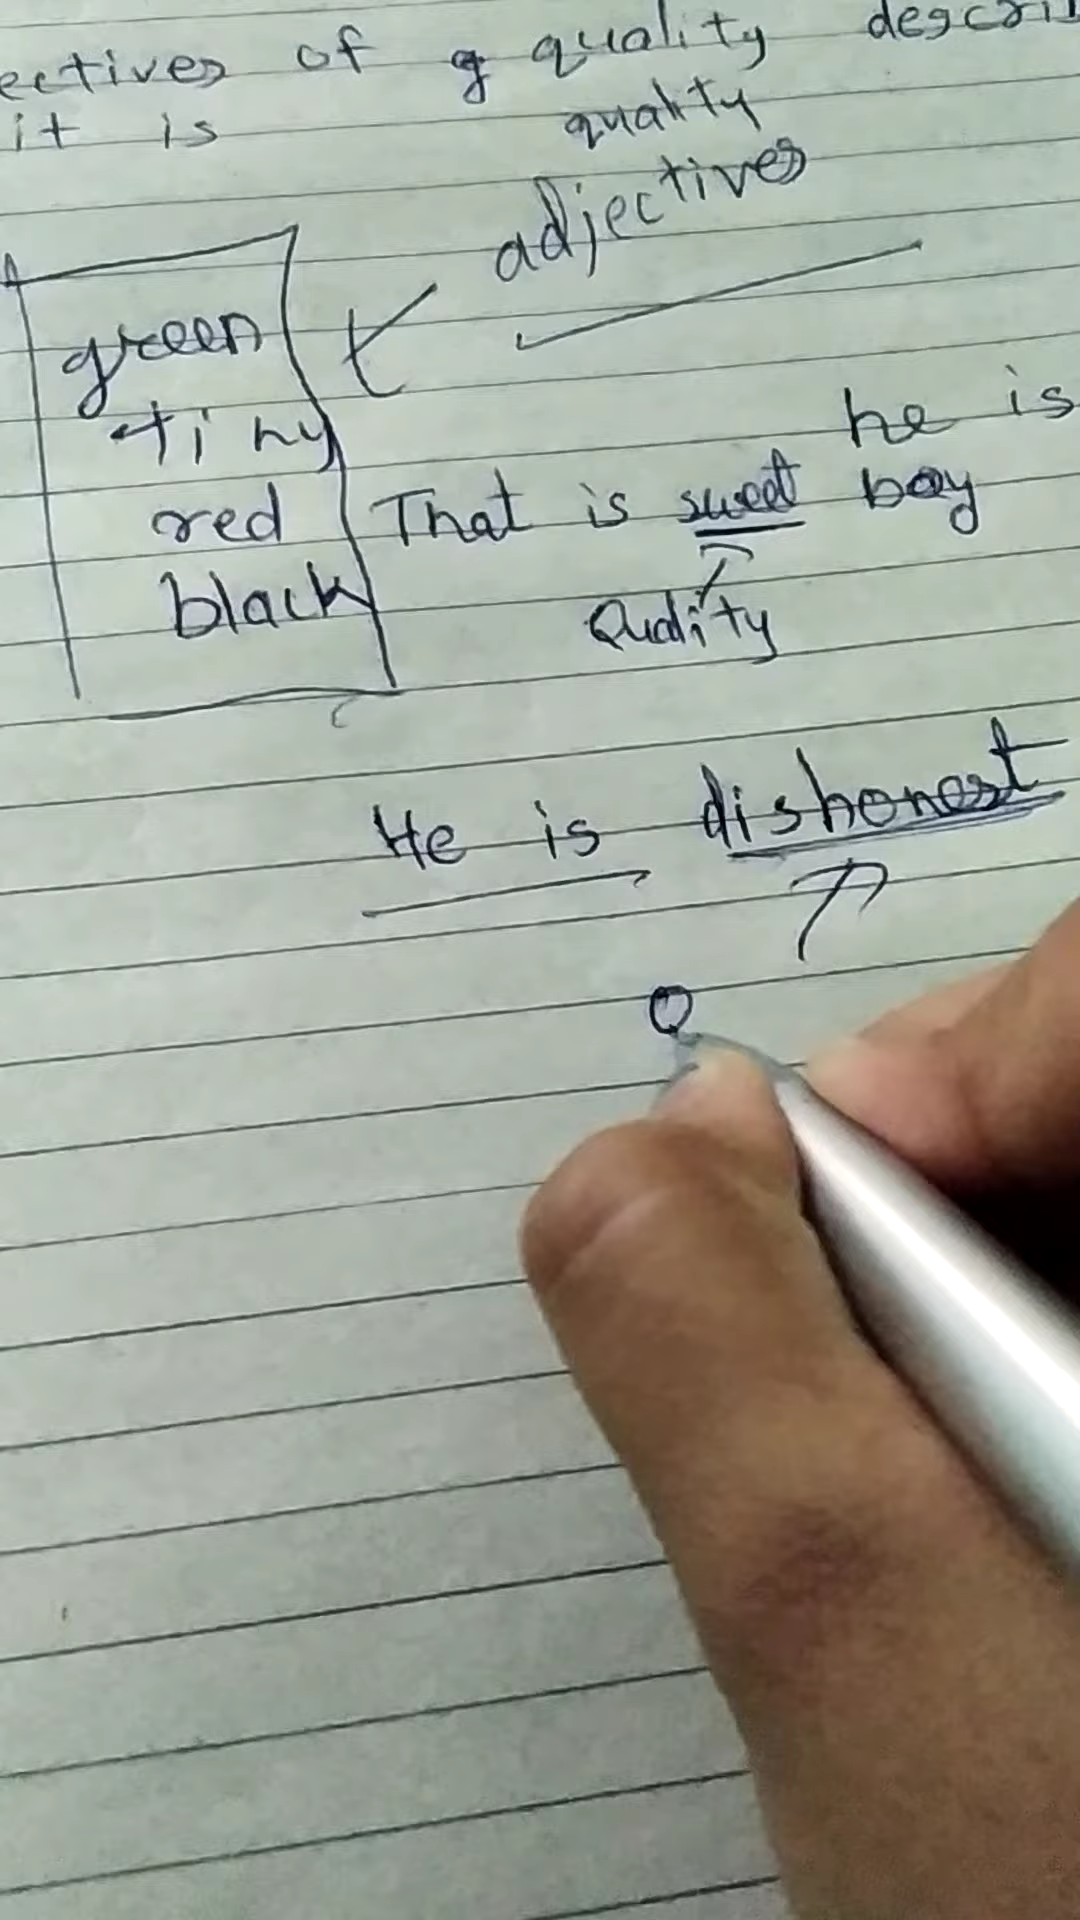 ectives of g quality descri
it is quality
adjectives
green
tiny
red
black
he is
That is sweet boy
Quality
He is dishonest
Q